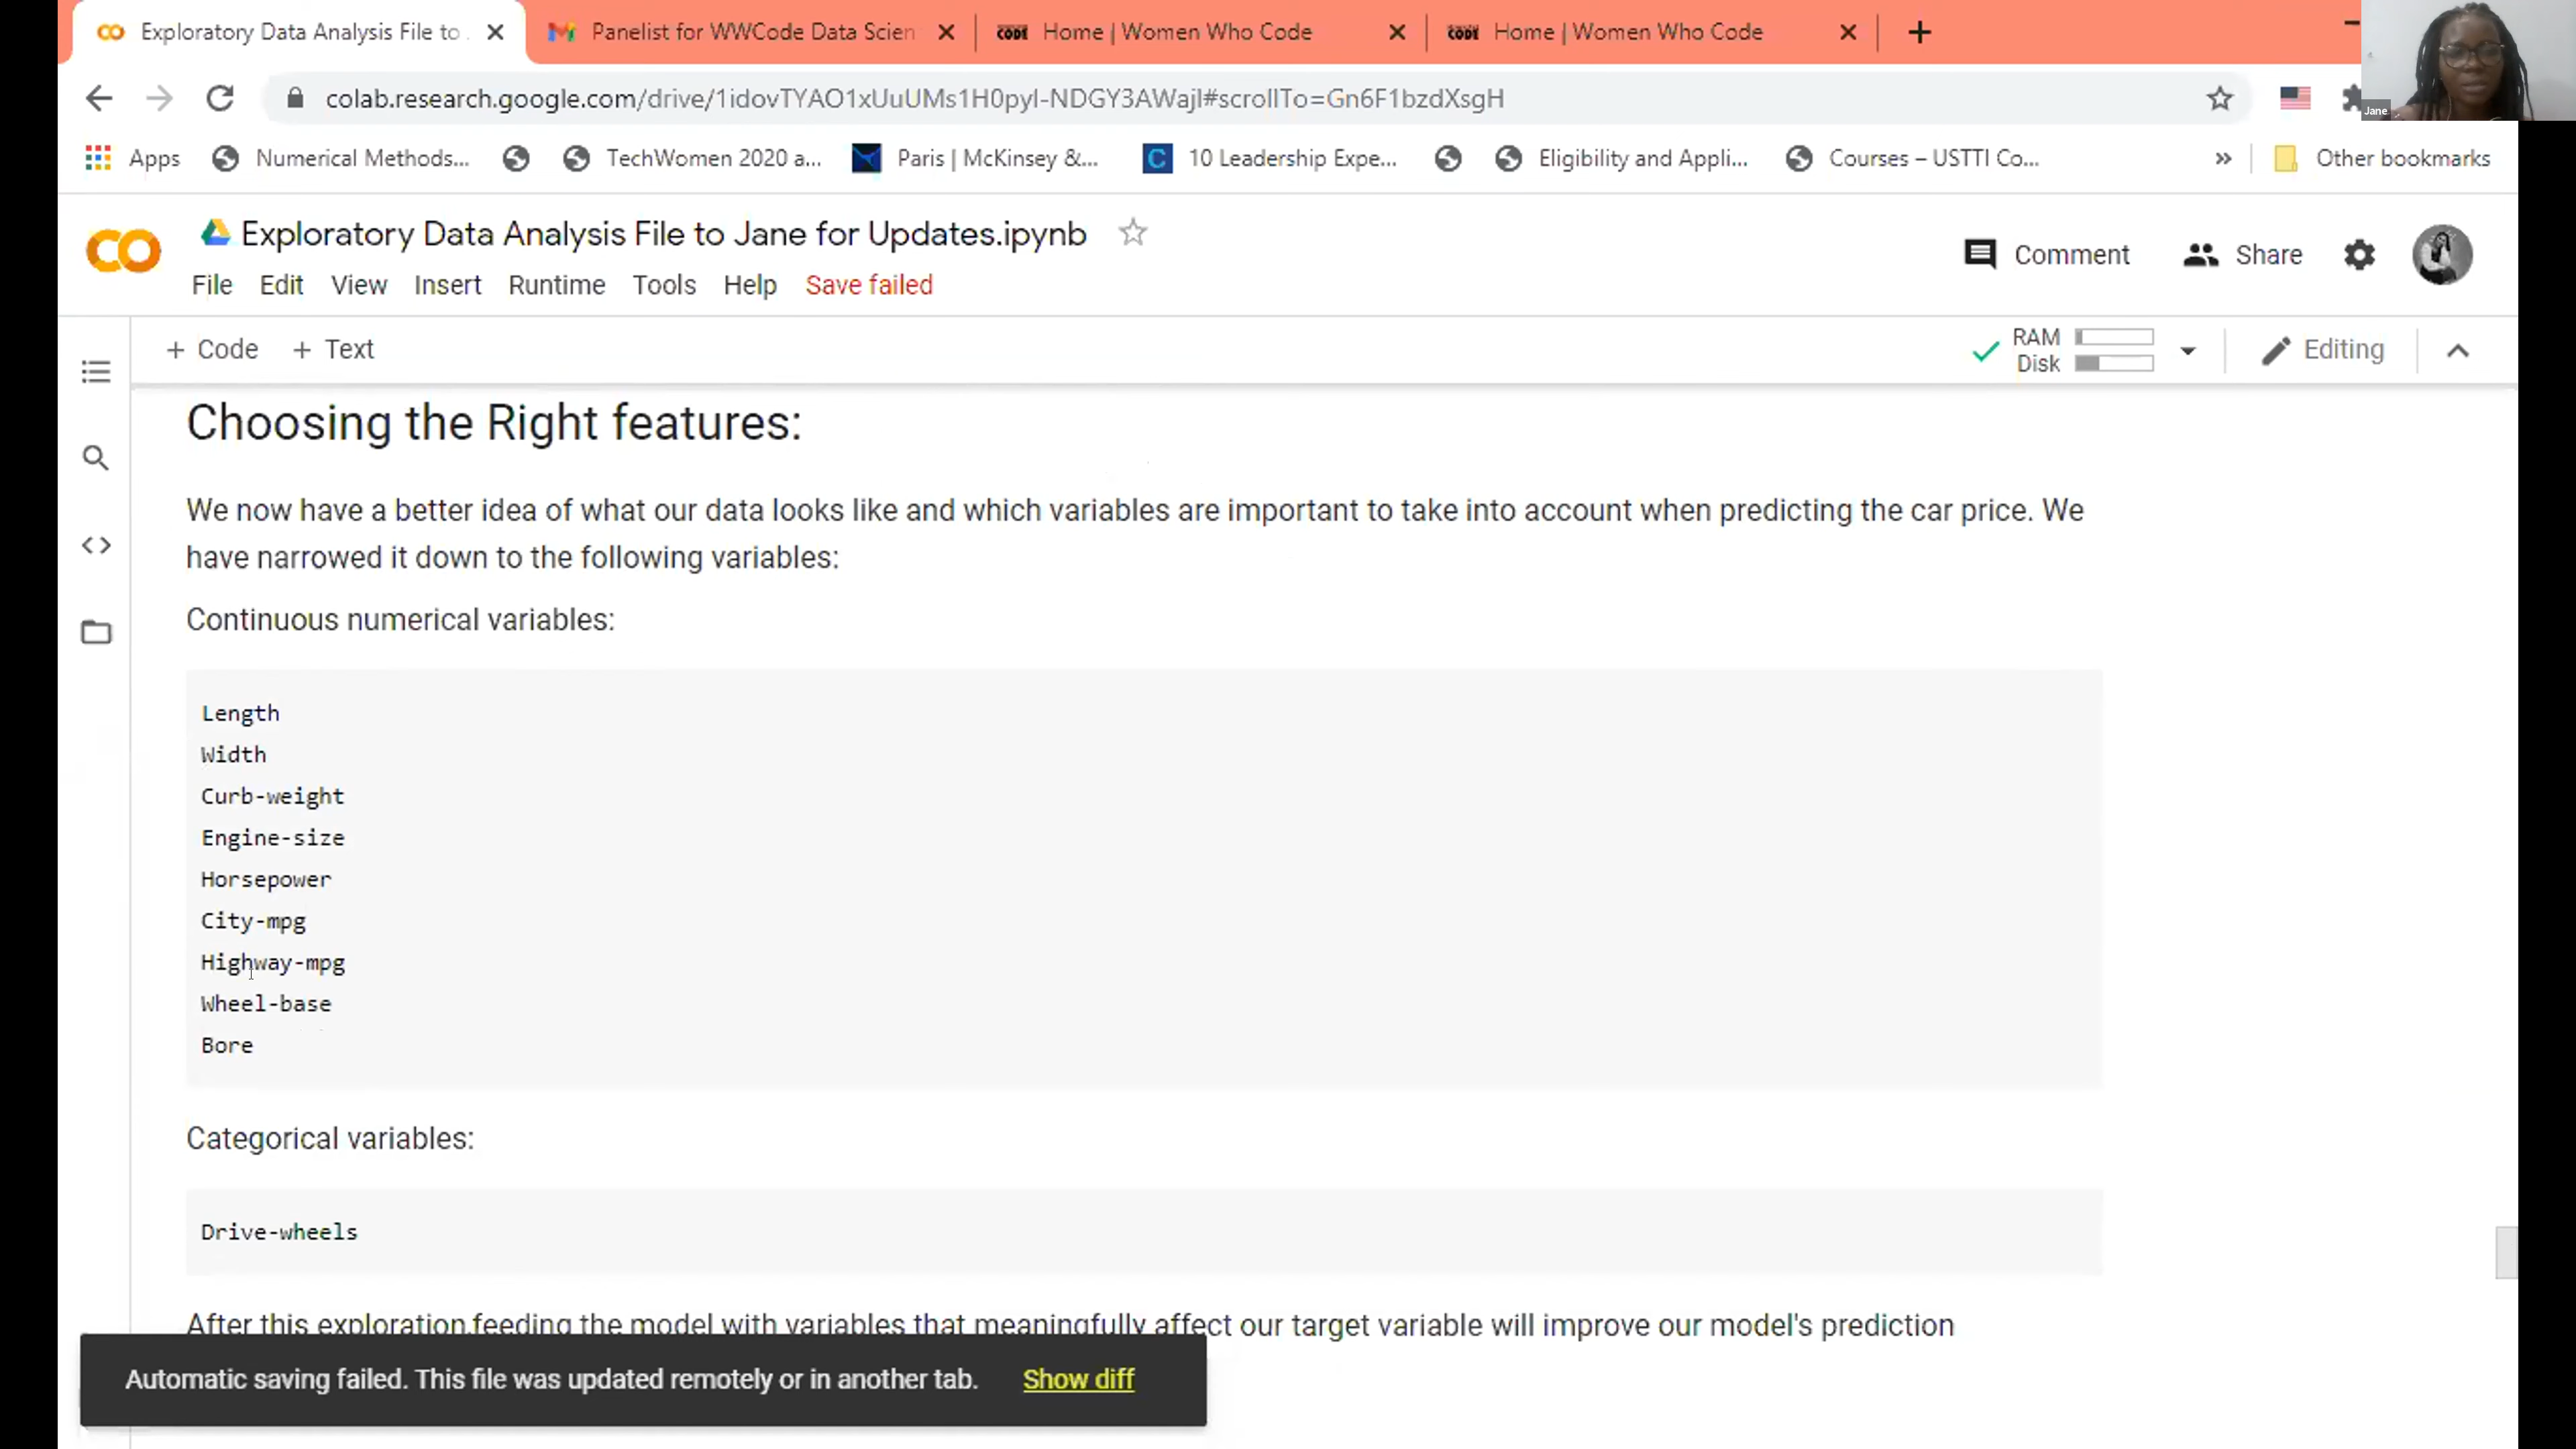 Exploratory Data Analysis File to
Panelist for WWCode Data Scien
CODE Home | Women Who Code
CODE Home | Women Who Code
colab.research.google.com/drive/1idovTYAO1xUuUMs1H0pyl-NDGY3AWajl#scrollTo=Gn6F1bzdXsgH
Jane
Apps
Numerical Methods...
TechWomen 2020 a...
Paris | McKinsey &...
C 10 Leadership Expe...
Eligibility and Appli...
Courses – USTTI Co...
»
Other bookmarks
CO
Exploratory Data Analysis File to Jane for Updates.ipynb
File Edit View Insert Runtime Tools Help Save failed
Comment
Share
+ Code + Text
RAM
Disk
Editing
Choosing the Right features:
We now have a better idea of what our data looks like and which variables are important to take into account when predicting the car price. We
have narrowed it down to the following variables:
Continuous numerical variables:
Length
Width
Curb-weight
Engine-size
Horsepower
City-mpg
Highway-mpg
Wheel-base
Bore
Categorical variables:
Drive-wheels
After this exploration,feeding the model with variables that meaningfully affect our target variable will improve our model's prediction
Automatic saving failed. This file was updated remotely or in another tab. Show diff